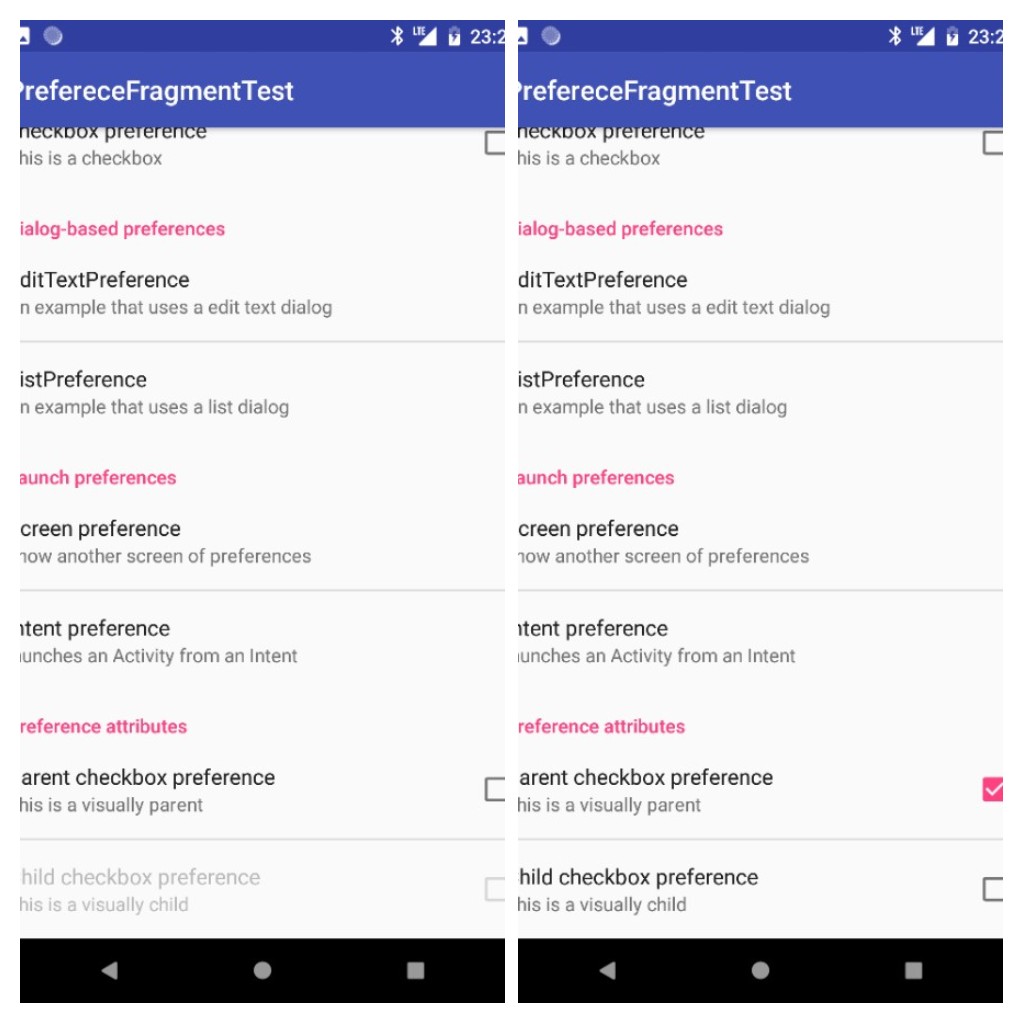 LTE 23:2
PrefereceFragmentTest
heckbox preference
his is a checkbox
ialog-based preferences
ditTextPreference
n example that uses a edit text dialog
istPreference
n example that uses a list dialog
aunch preferences
creen preference
how another screen of preferences
ntent preference
aunches an Activity from an Intent
reference attributes
arent checkbox preference
his is a visually parent
hild checkbox preference
his is a visually child
LTE 23:2
PrefereceFragmentTest
heckbox preference
his is a checkbox
ialog-based preferences
ditTextPreference
n example that uses a edit text dialog
istPreference
n example that uses a list dialog
aunch preferences
creen preference
how another screen of preferences
ntent preference
aunches an Activity from an Intent
reference attributes
arent checkbox preference
his is a visually parent
hild checkbox preference
his is a visually child